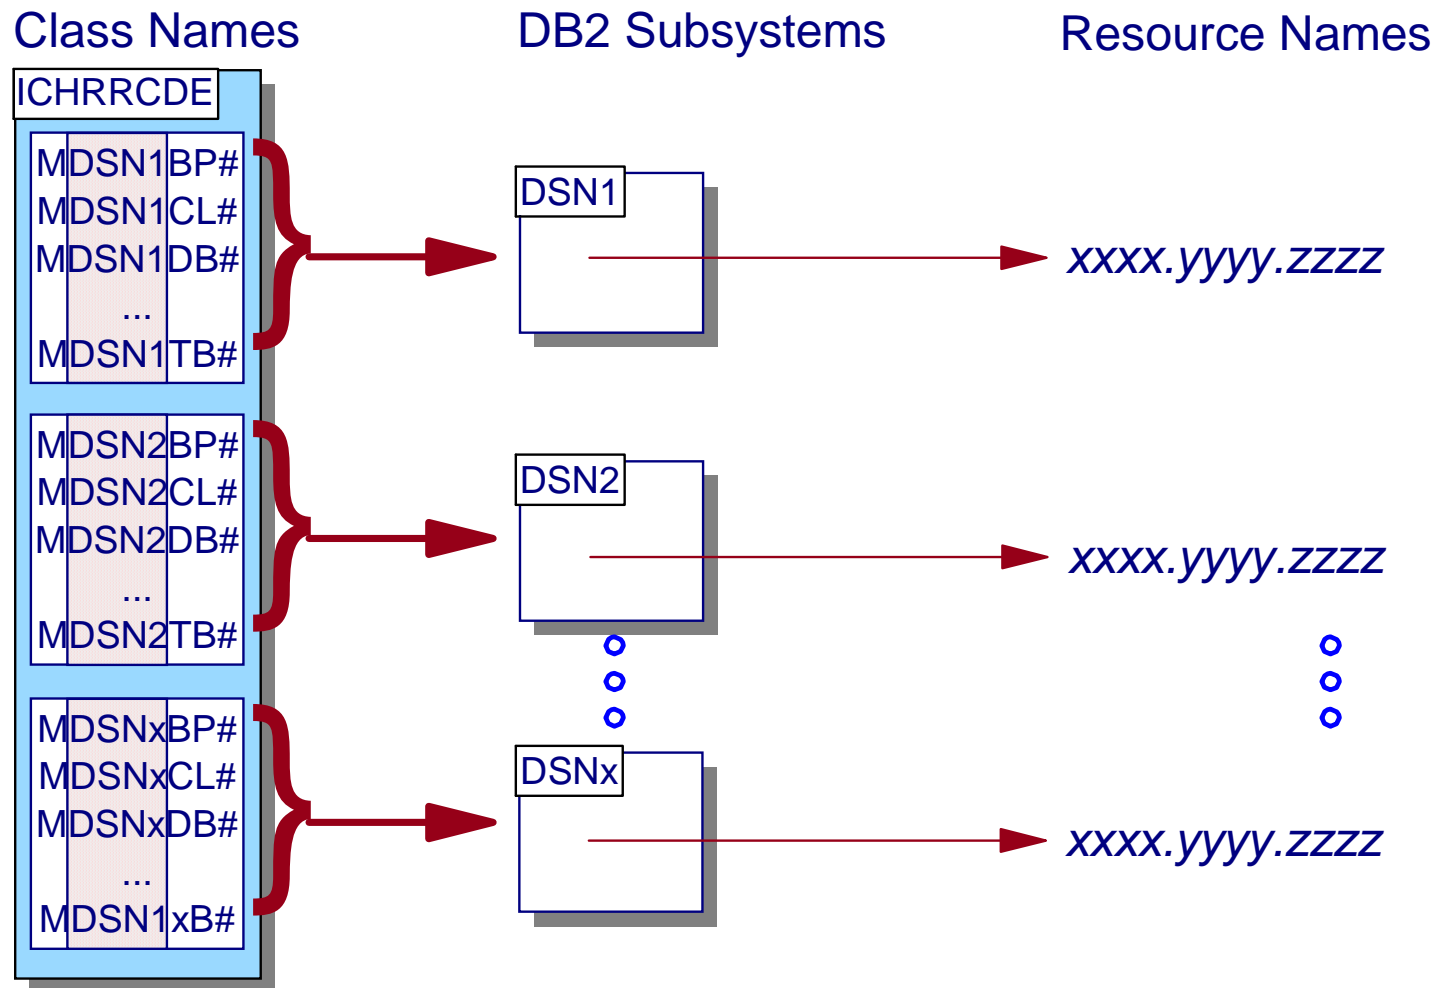 Class Names
DB2 Subsystems
Resource Names
ICHRRCDE
MDSN1BP#
MDSN1CL#
MDSN1DB#
...
MDSN1TB#
DSN1
xxxx.yyyy.zzzz
MDSN2BP#
MDSN2CL#
MDSN2DB#
...
MDSN2TB#
DSN2
xxxx.yyyy.zzzz
MDSNxBP#
MDSNxCL#
MDSNxDB#
...
MDSN1xB#
DSNx
xxxx.yyyy.zzzz